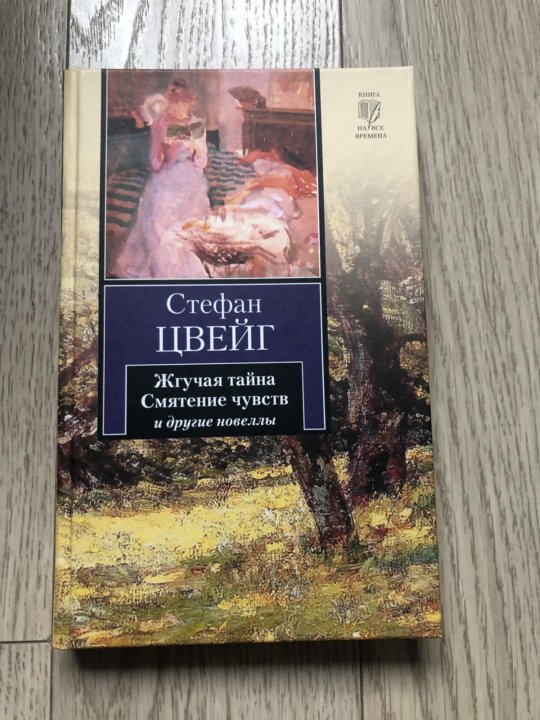 КНИГА
НА ВСЕ
ВРЕМЕНА
Стефан
ЦВЕЙГ
Жгучая тайна
Смятение чувств
и другие новеллы